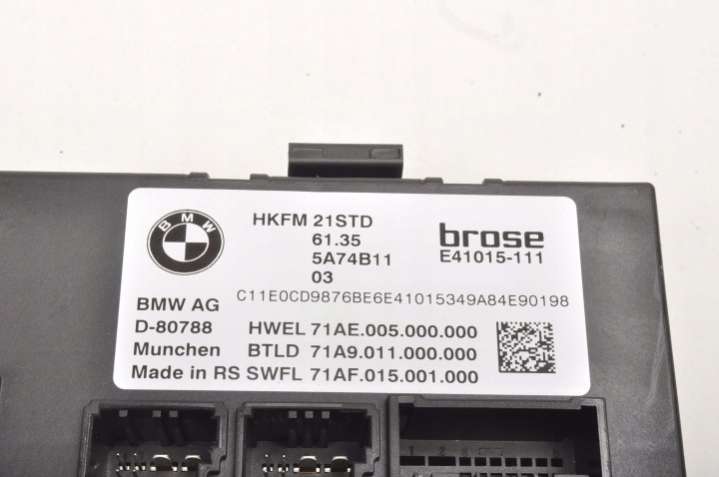 BMW
HKFM 21STD
61.35
5A74B11
03
brose
E41015-111
C11E0CD9876BE6E41015349A84E90198
BMW AG
D-80788 HWEL 71AE.005.000.000
Munchen BTLD 71A9.011.000.000
Made in RS SWFL 71AF.015.001.000